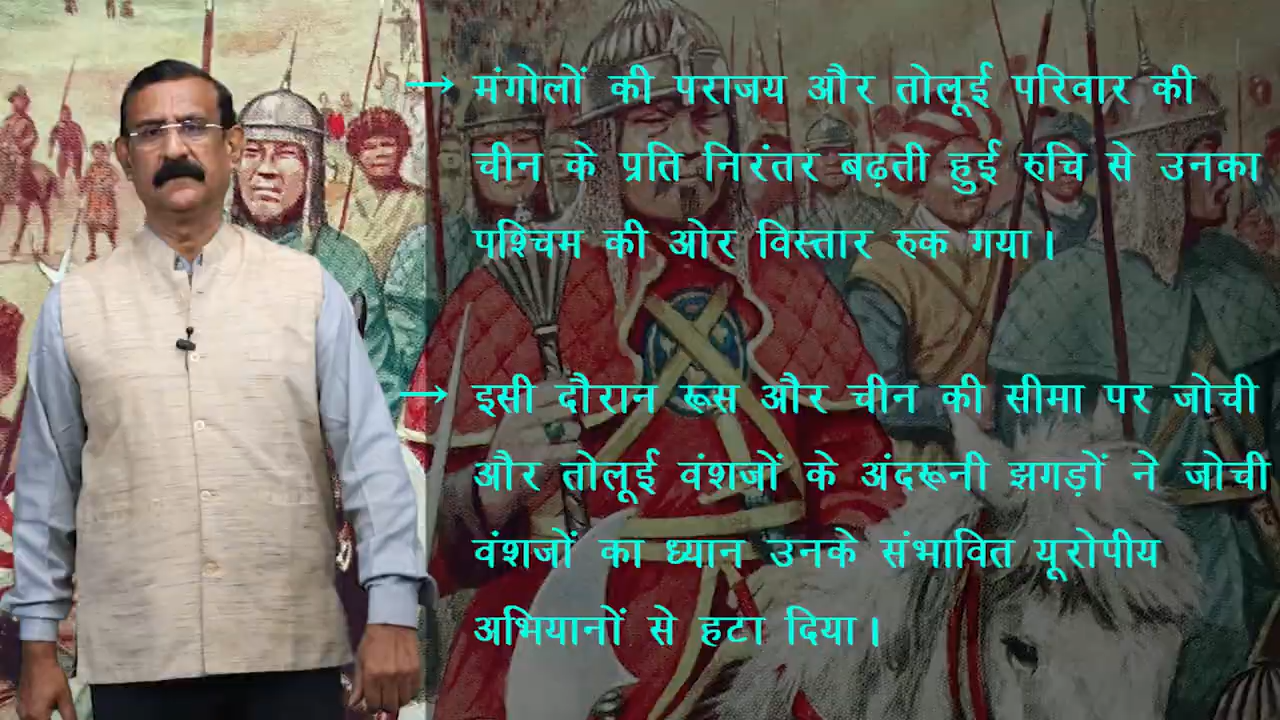 → मंगोलों की पराजय और तोलूई परिवार की
चीन के प्रति निरंतर बढ़ती हुई रुचि से उनका
पश्चिम की ओर विस्तार रुक गया।
→ इसी दौरान रूस और चीन की सीमा पर जोची
और तोलूई वंशजों के अंदरूनी झगड़ों ने जोची
वंशजों का ध्यान उनके संभावित यूरोपीय
अभियानों से हटा दिया।